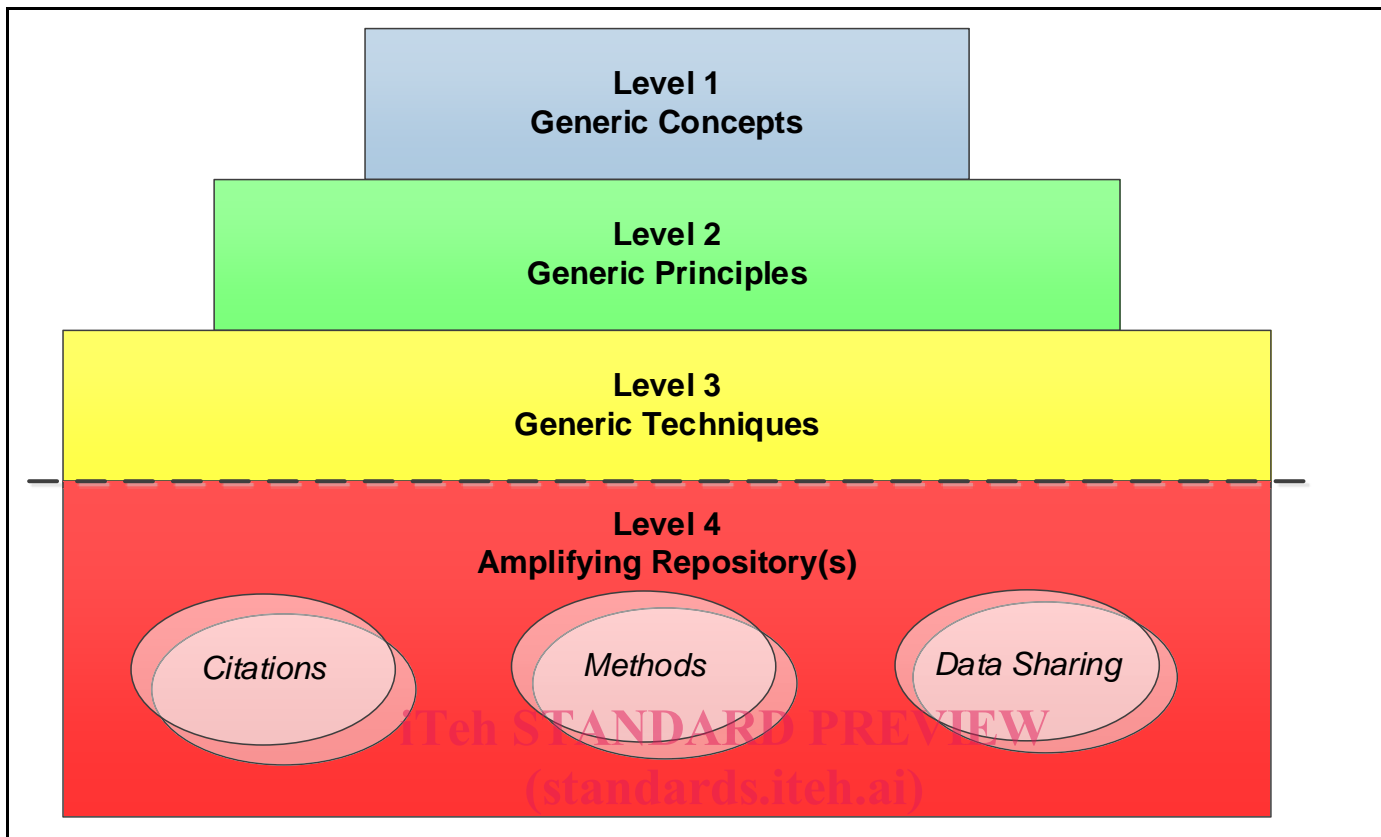 Level 1
Generic Concepts
Level 2
Generic Principles
Level 3
Generic Techniques
Level 4
Amplifying Repository(s)
Citations
Methods
Data Sharing
iTeh STANDARD PREVIEW
(standards.iteh.ai)